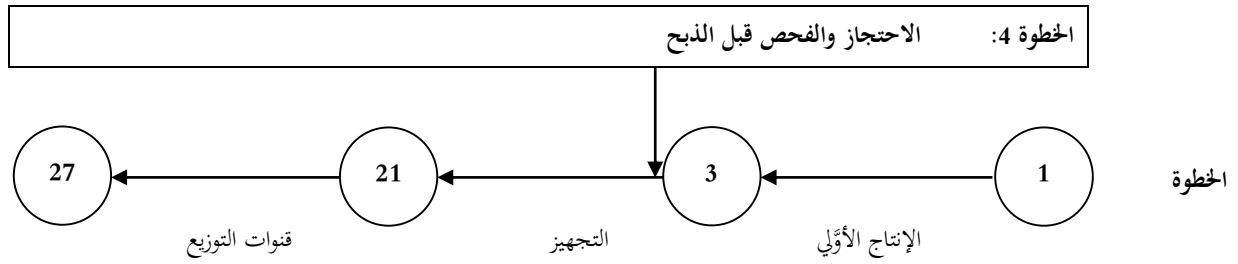 الخطوة 4: الاحتجاز والفحص قبل الذبح
الخطوة 1 3 21 27
الإنتاج الأوَّلي التجهيز قنوات التوزيع